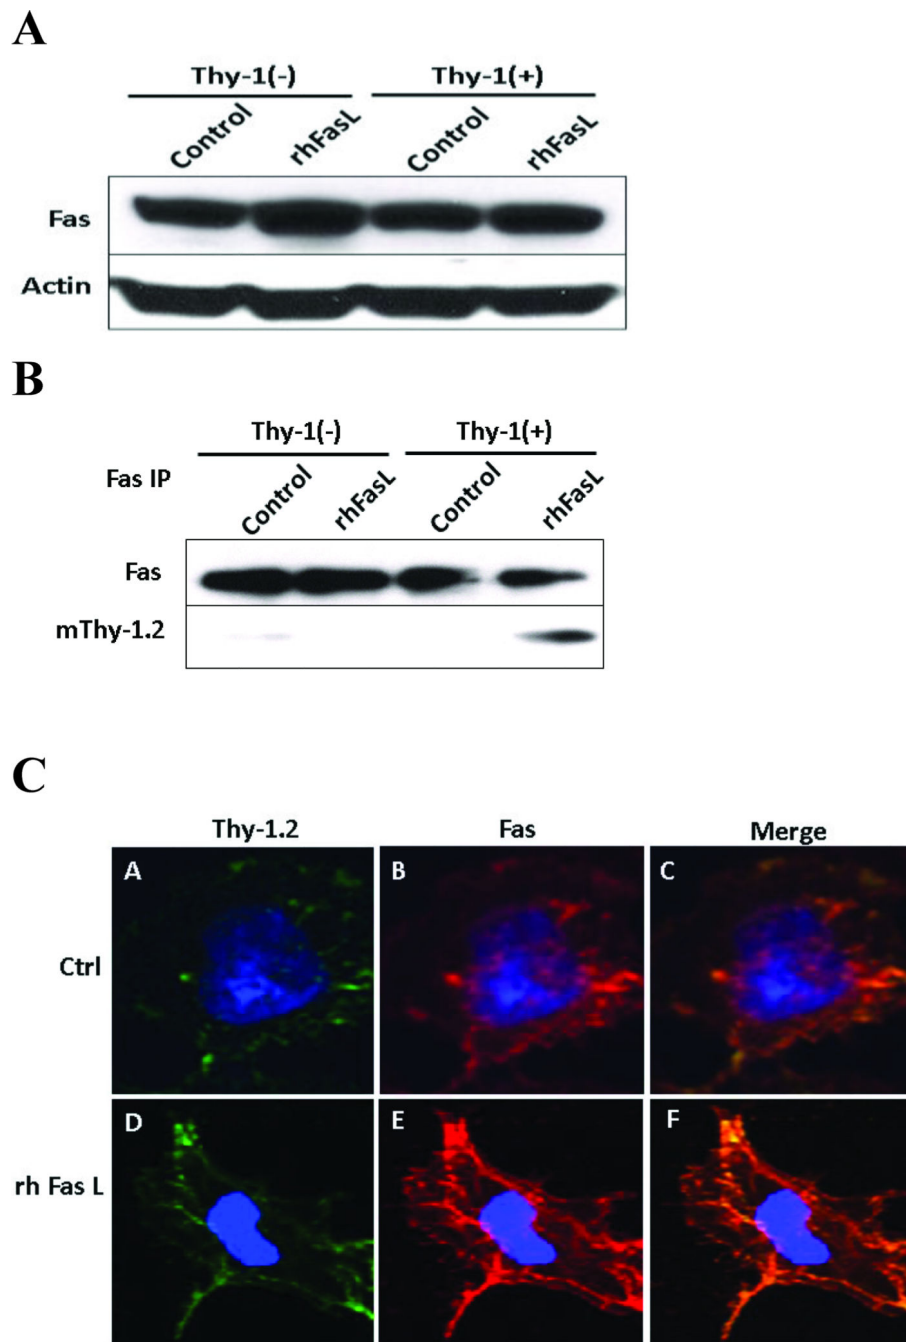 A
Thy-1(-) Thy-1(+)
Control rhFasL Control rhFasL
Fas
Actin
B
Thy-1(-) Thy-1(+)
Fas IP Control rhFasL Control rhFasL
Fas
mThy-1.2
C
Thy-1.2 Fas Merge
Ctrl A B C
rh Fas L D E F